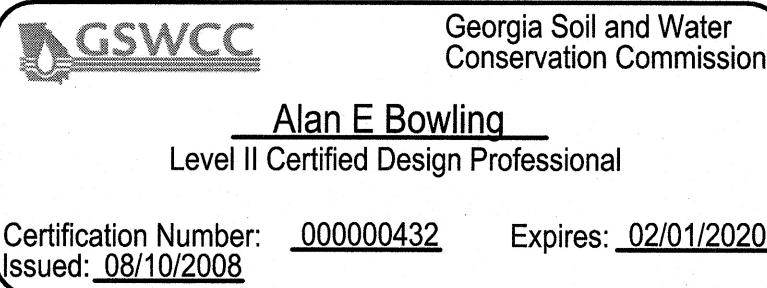 GSWCC
Georgia Soil and Water
Conservation Commission
Alan E Bowling
Level II Certified Design Professional
Certification Number: 000000432 Expires: 02/01/2020
Issued: 08/10/2008